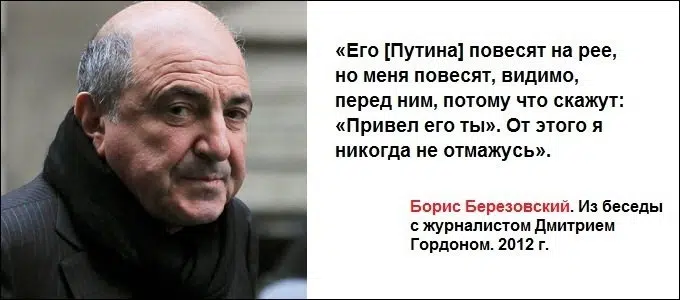 «Его [Путина] повесят на рее,
но меня повесят, видимо,
перед ним, потому что скажут:
«Привел его ты». От этого я
никогда не отмажусь».
Борис Березовский. Из беседы
с журналистом Дмитрием
Гордоном. 2012 г.